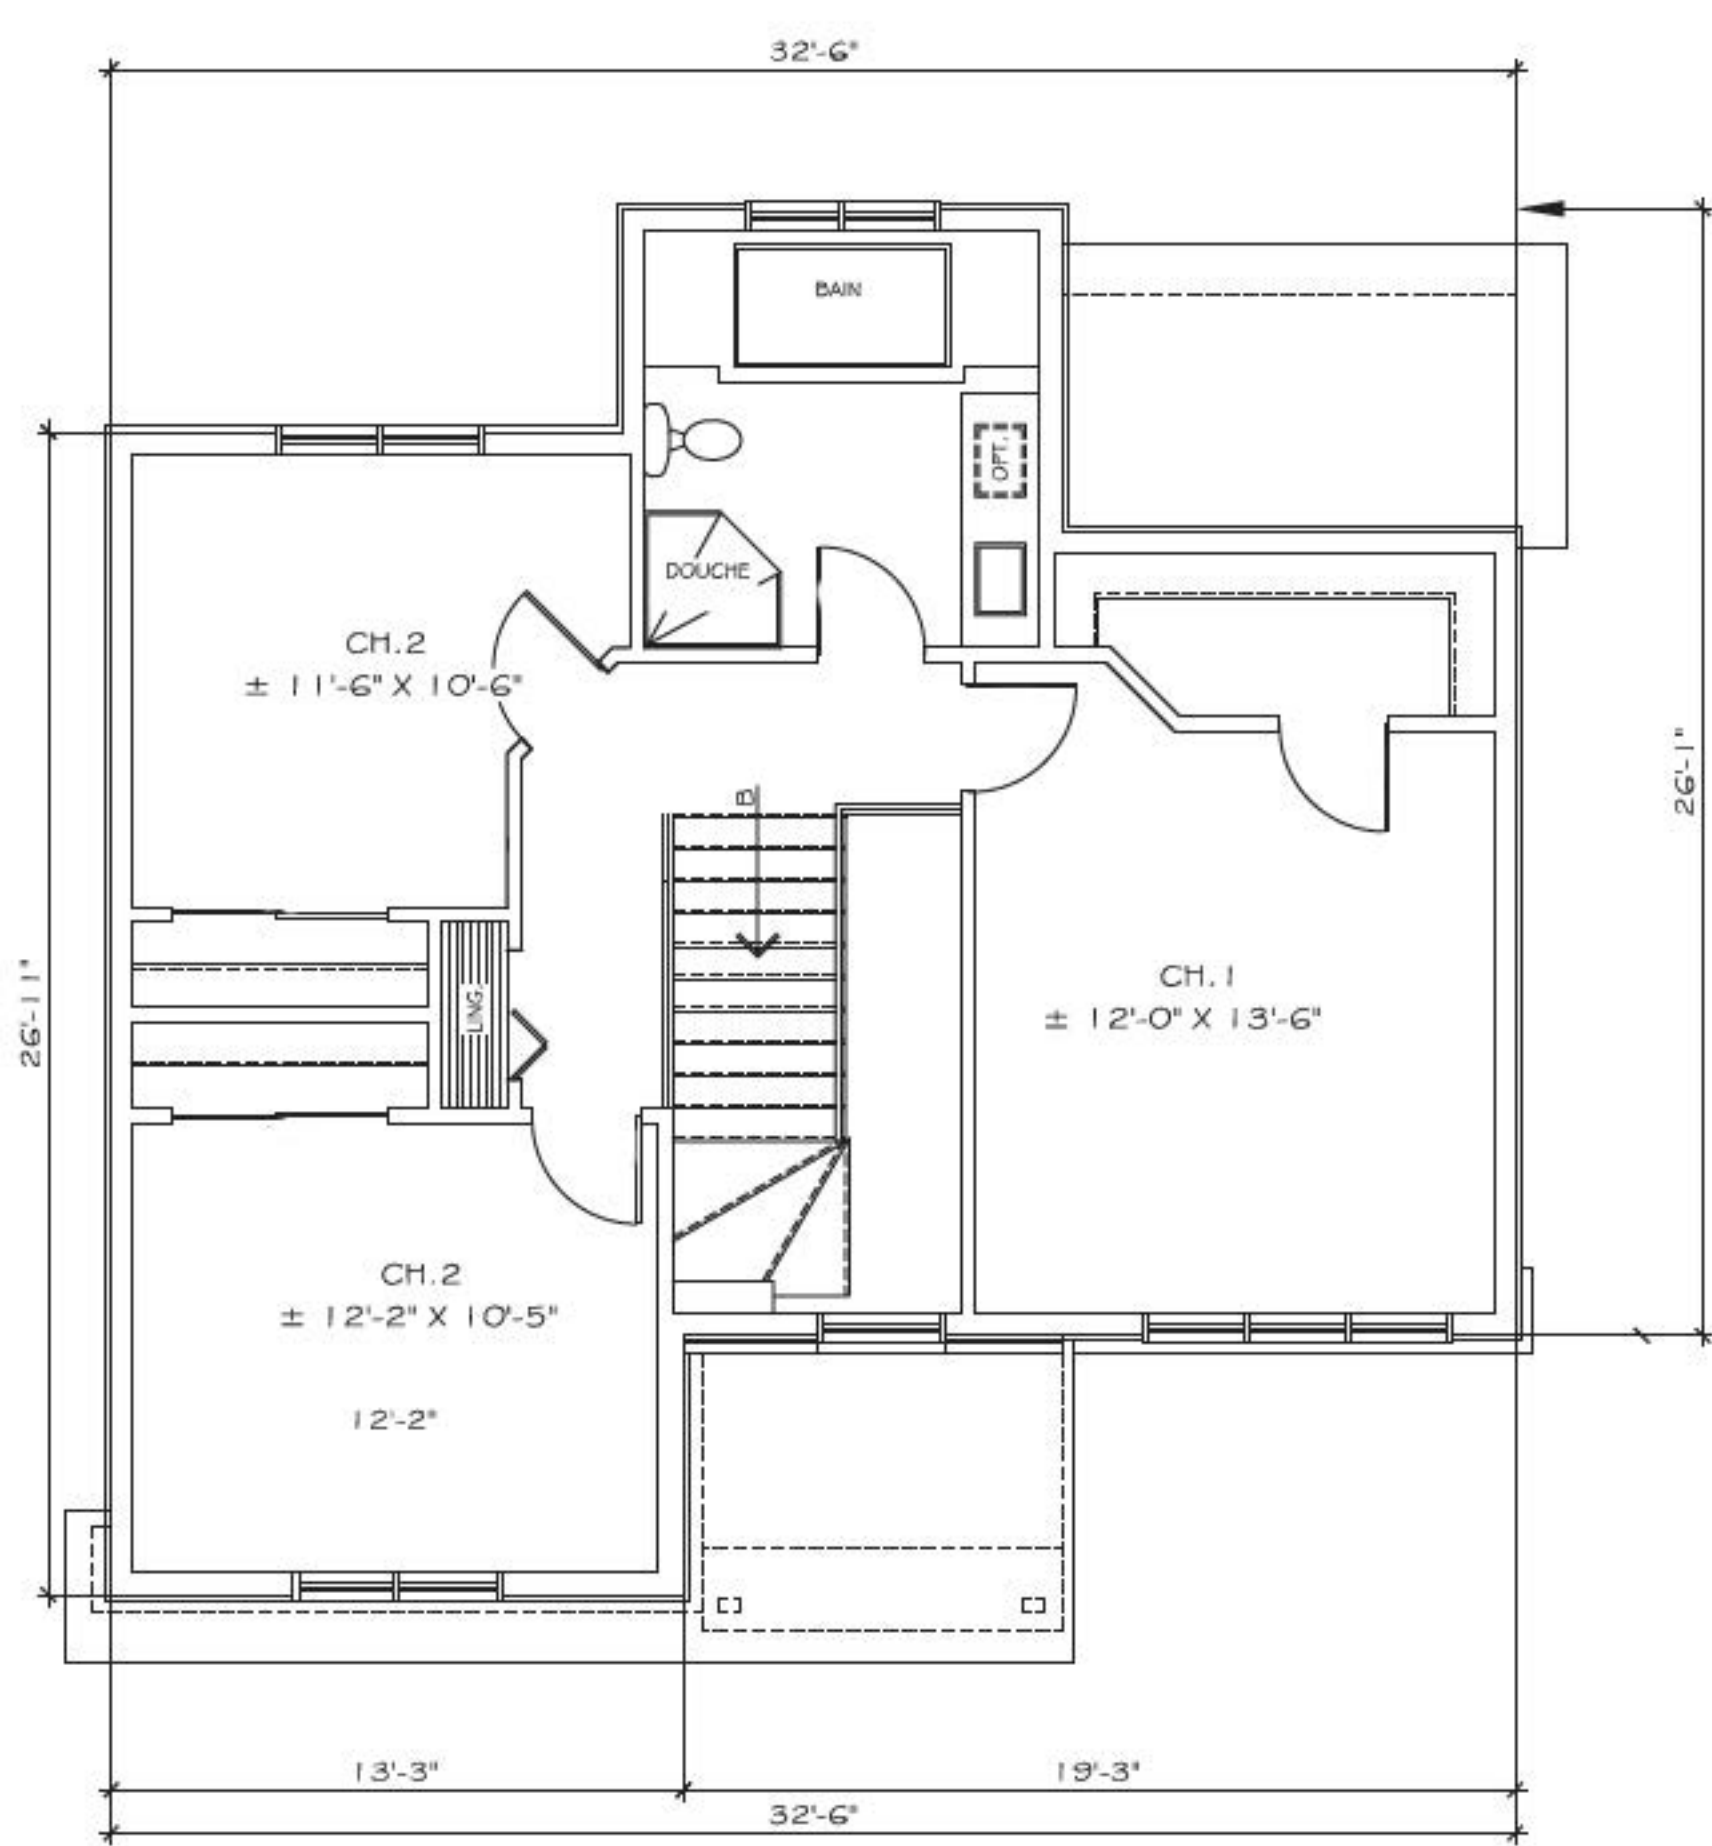 32'-6"
BAIN
OPT.
DOUCHE
CH.2
± 11'-6" X 10'-6"
26'-1"
B
CH.1
± 12'-0" X 13'-6"
26'-11"
LING.
CH.2
± 12'-2" X 10'-5"
12'-2"
13'-3"
19'-3"
32'-6"